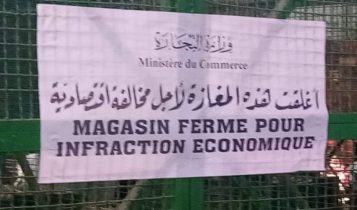 وزارة التجارة
Ministère du Commerce
أغلقت هذه المغازة لأجل مخالفة اقتصادية
MAGASIN FERME POUR
INFRACTION ECONOMIQUE